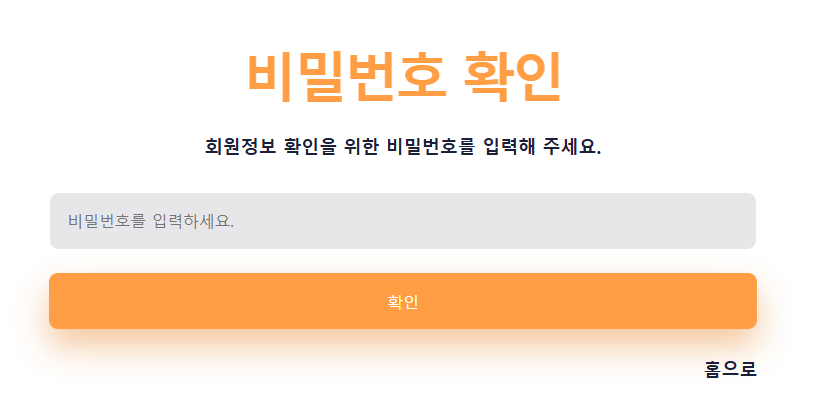 비밀번호 확인
회원정보 확인을 위한 비밀번호를 입력해 주세요.
비밀번호를 입력하세요.
확인
홈으로